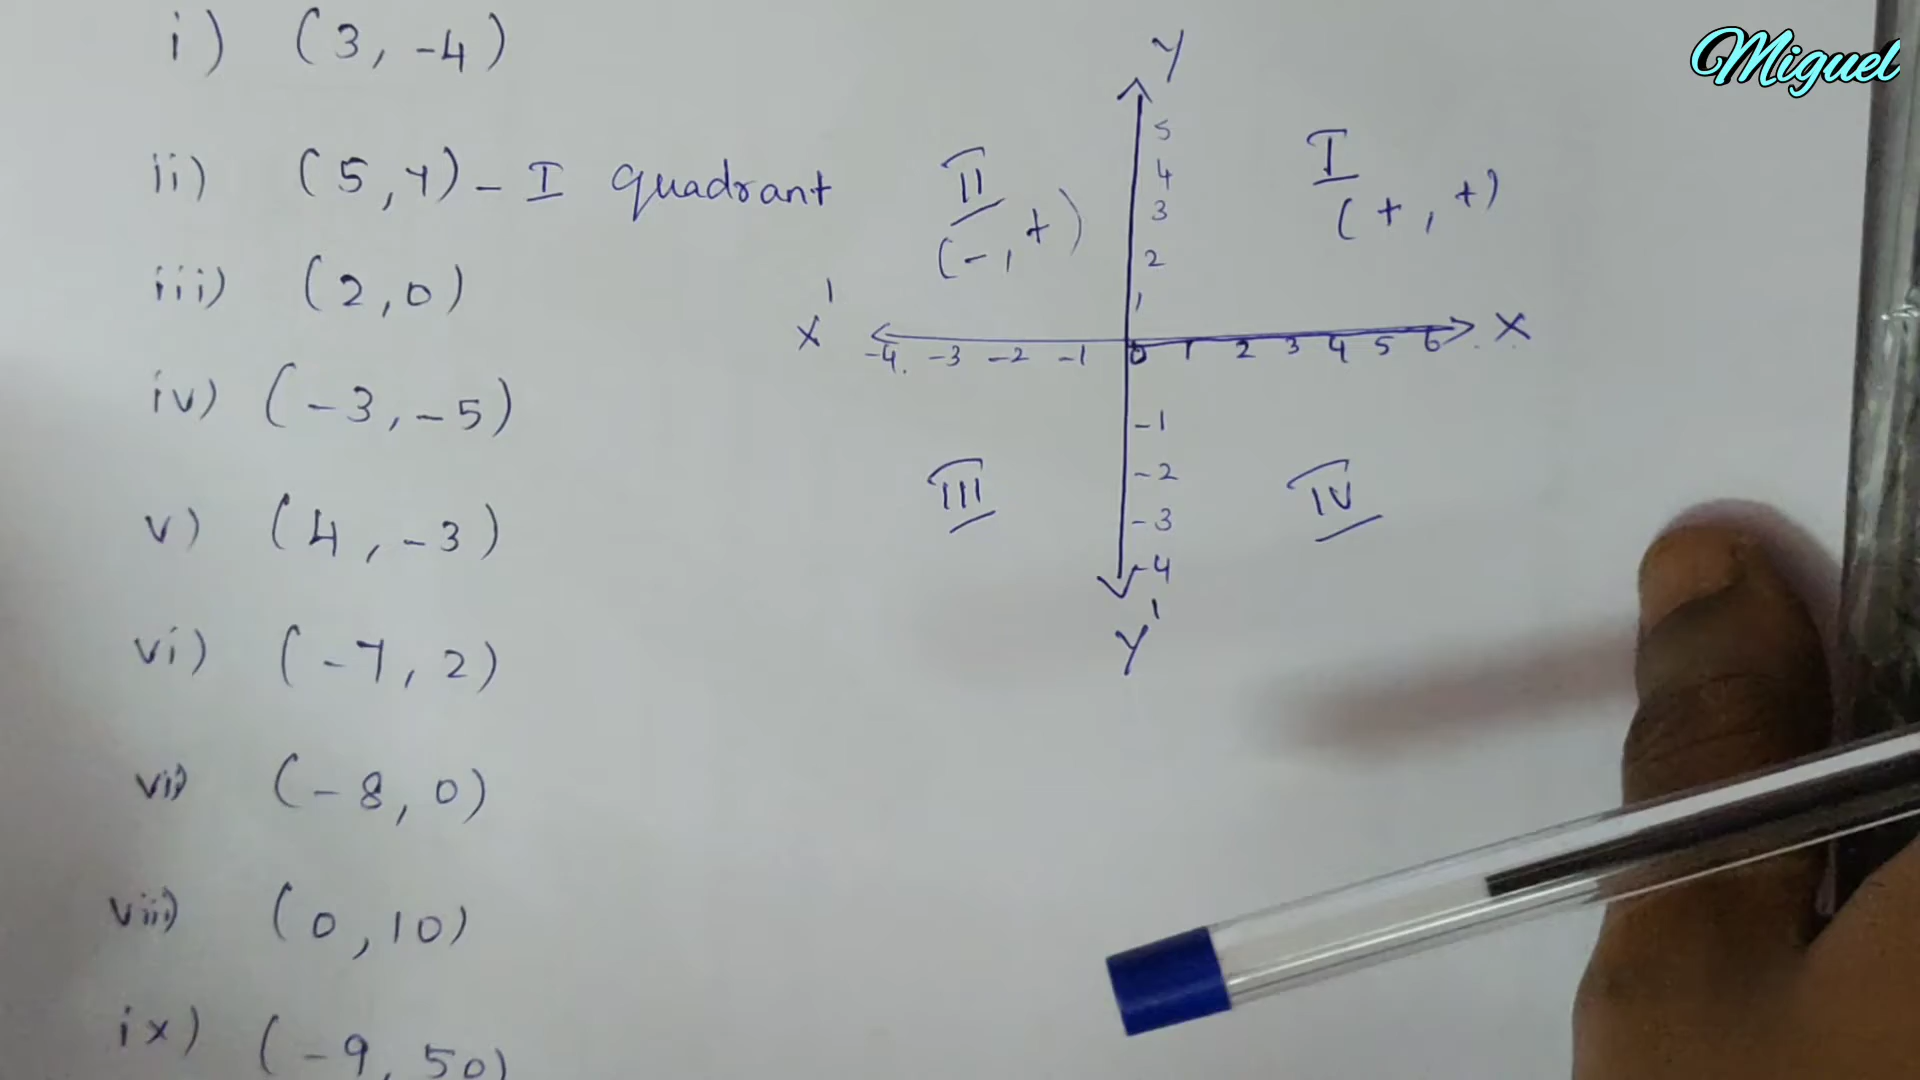 i) (3, -4)
ii) (5, 7) - I quadrant
iii) (2, 0)
iv) (-3, -5)
v) (4, -3)
vi) (-7, 2)
vii) (-8, 0)
viii) (0, 10)
ix) (-9, 50)
Y
5
4
3
2
1
II
(-, +)
I
(+, +)
X'
-4 -3 -2 -1 0 1 2 3 4 5 6
X
-1
-2
-3
-4
III
IV
Y'
Miguel